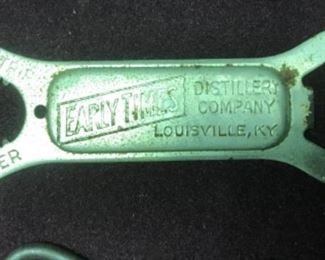 EARLY TIMES
DISTILLERY
COMPANY
LOUISVILLE, KY